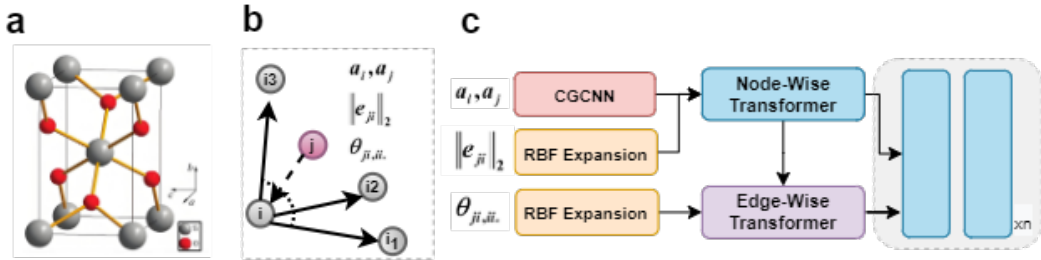 a
b
c
i3
j
i
i2
i1
a_i, a_j
‖e_ji‖_2
θ_ji,ii.
a_i, a_j
‖e_ji‖_2
θ_ji,ii.
CGCNN
RBF Expansion
RBF Expansion
Node-Wise
Transformer
Edge-Wise
Transformer
xn